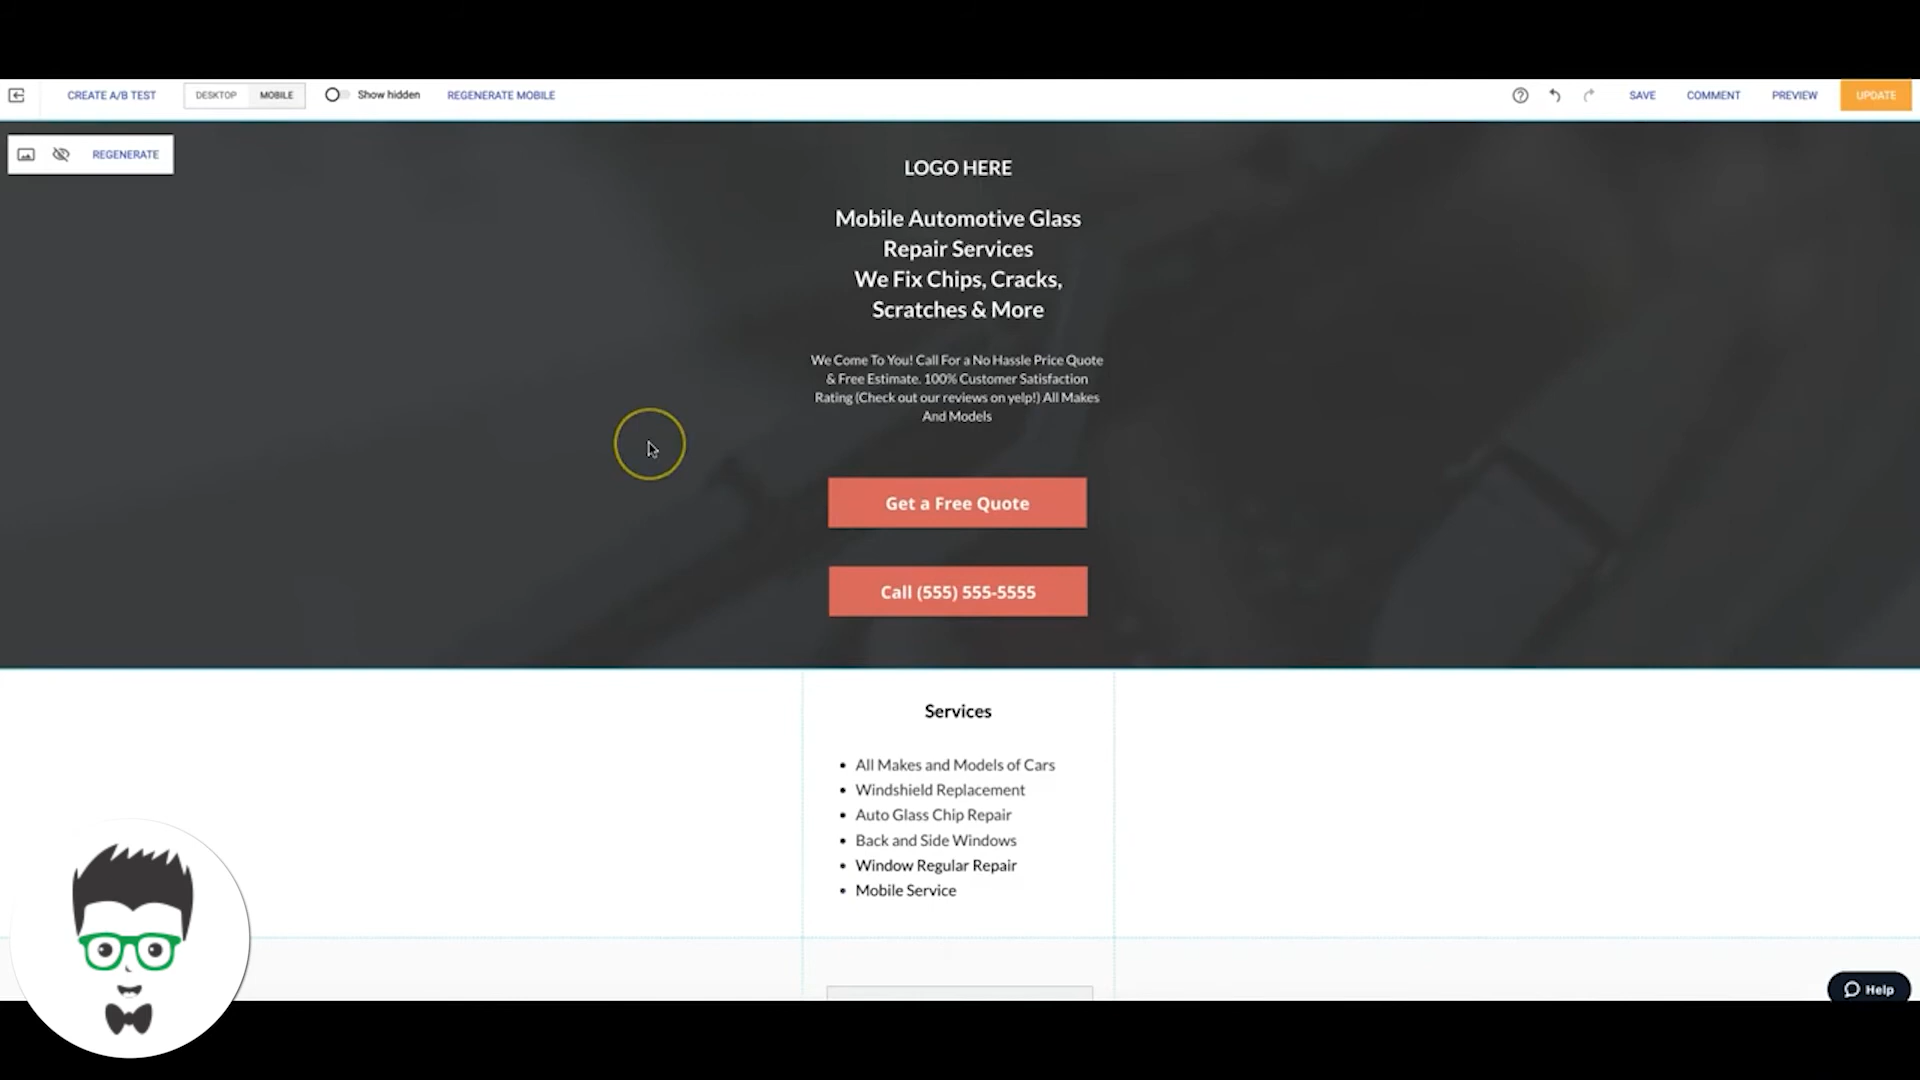 CREATE A/B TEST DESKTOP MOBILE Show hidden REGENERATE MOBILE SAVE COMMENT PREVIEW UPDATE
REGENERATE
LOGO HERE
Mobile Automotive Glass
Repair Services
We Fix Chips, Cracks,
Scratches & More
We Come To You! Call For a No Hassle Price Quote
& Free Estimate. 100% Customer Satisfaction
Rating (Check out our reviews on yelp!) All Makes
And Models
Get a Free Quote
Call (555) 555-5555
Services
• All Makes and Models of Cars
• Windshield Replacement
• Auto Glass Chip Repair
• Back and Side Windows
• Window Regular Repair
• Mobile Service
Help